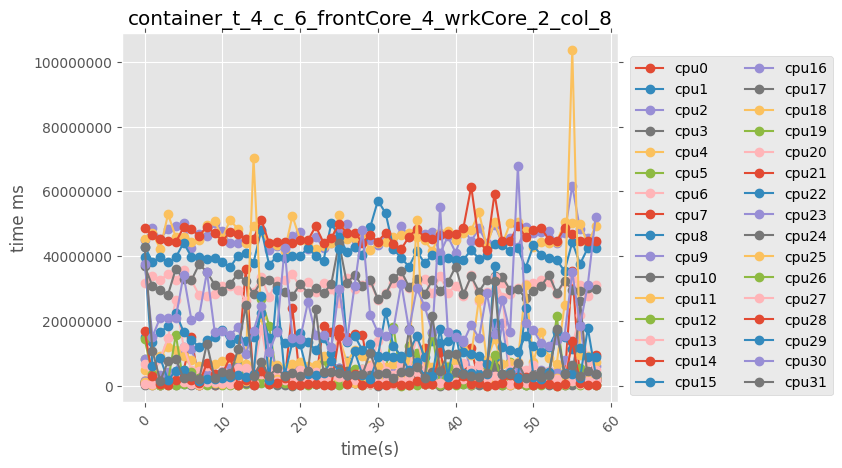 container_t_4_c_6_frontCore_4_wrkCore_2_col_8
time ms
100000000
80000000
60000000
40000000
20000000
0
0
10
20
30
40
50
60
time(s)
cpu0
cpu1
cpu2
cpu3
cpu4
cpu5
cpu6
cpu7
cpu8
cpu9
cpu10
cpu11
cpu12
cpu13
cpu14
cpu15
cpu16
cpu17
cpu18
cpu19
cpu20
cpu21
cpu22
cpu23
cpu24
cpu25
cpu26
cpu27
cpu28
cpu29
cpu30
cpu31